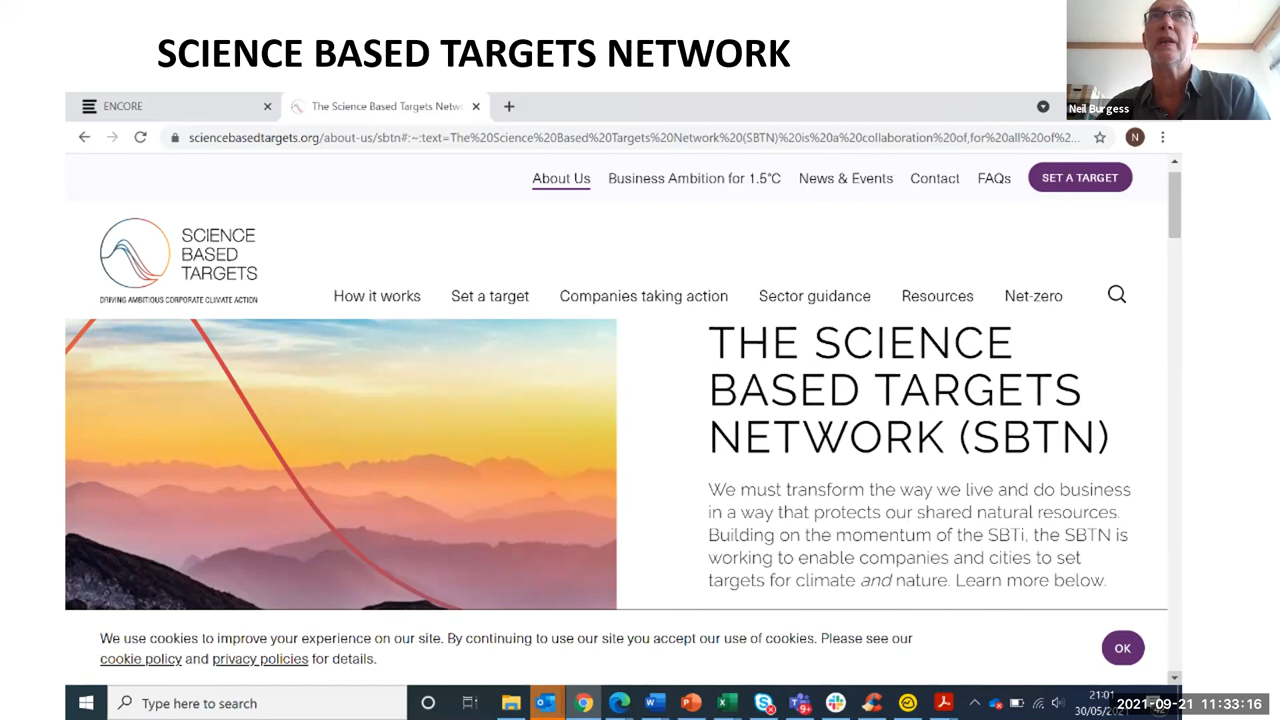 SCIENCE BASED TARGETS NETWORK
Neil Burgess
ENCORE
The Science Based Targets Netwo
sciencebasedtargets.org/about-us/sbtn#:~:text=The%20Science%20Based%20Targets%20Network%20(SBTN)%20is%20a%20collaboration%20of,for%20all%20of%2...
N
About Us Business Ambition for 1.5°C News & Events Contact FAQs SET A TARGET
SCIENCE
BASED
TARGETS
DRIVING AMBITIOUS CORPORATE CLIMATE ACTION
How it works Set a target Companies taking action Sector guidance Resources Net-zero
THE SCIENCE
BASED TARGETS
NETWORK (SBTN)
We must transform the way we live and do business
in a way that protects our shared natural resources.
Building on the momentum of the SBTi, the SBTN is
working to enable companies and cities to set
targets for climate and nature. Learn more below.
We use cookies to improve your experience on our site. By continuing to use our site you accept our use of cookies. Please see our
cookie policy and privacy policies for details.
OK
Type here to search
21:01
30/05/2021
2021-09-21 11:33:16